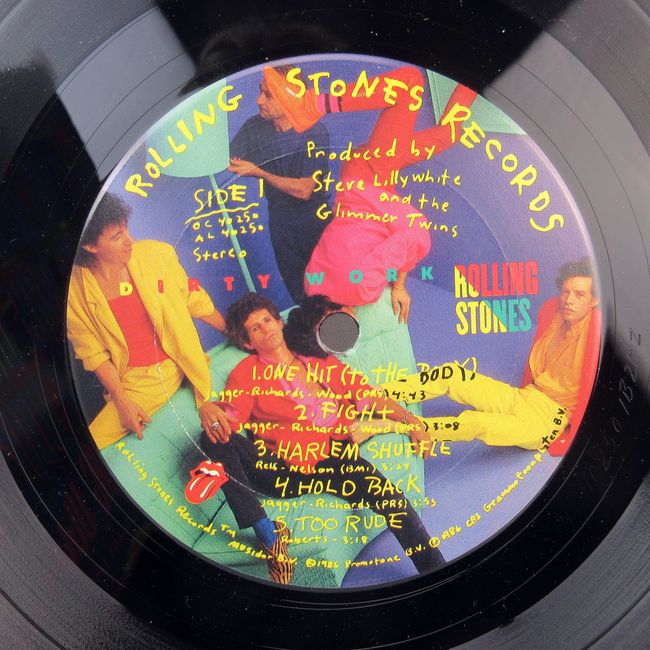 ROLLING STONES RECORDS
SIDE 1
OC 40250
AL 40250
Stereo
Produced by
Steve Lillywhite
and the
Glimmer Twins
DIRTY WORK
ROLLING
STONES
1. ONE HIT (to THE BODY)
Jagger-Richards-Wood (PRS) 4:43
2. FIGHT
Jagger-Richards-Wood (PRS) 3:08
3. HARLEM SHUFFLE
Relf-Nelson (BMI) 3:24
4. HOLD BACK
Jagger-Richards (PRS) 3:53
5. TOO RUDE
Roberts - 3:18
Rolling Stones Records TM Musidor B.V. ©1986 Promotone B.V. ℗1986 CBS